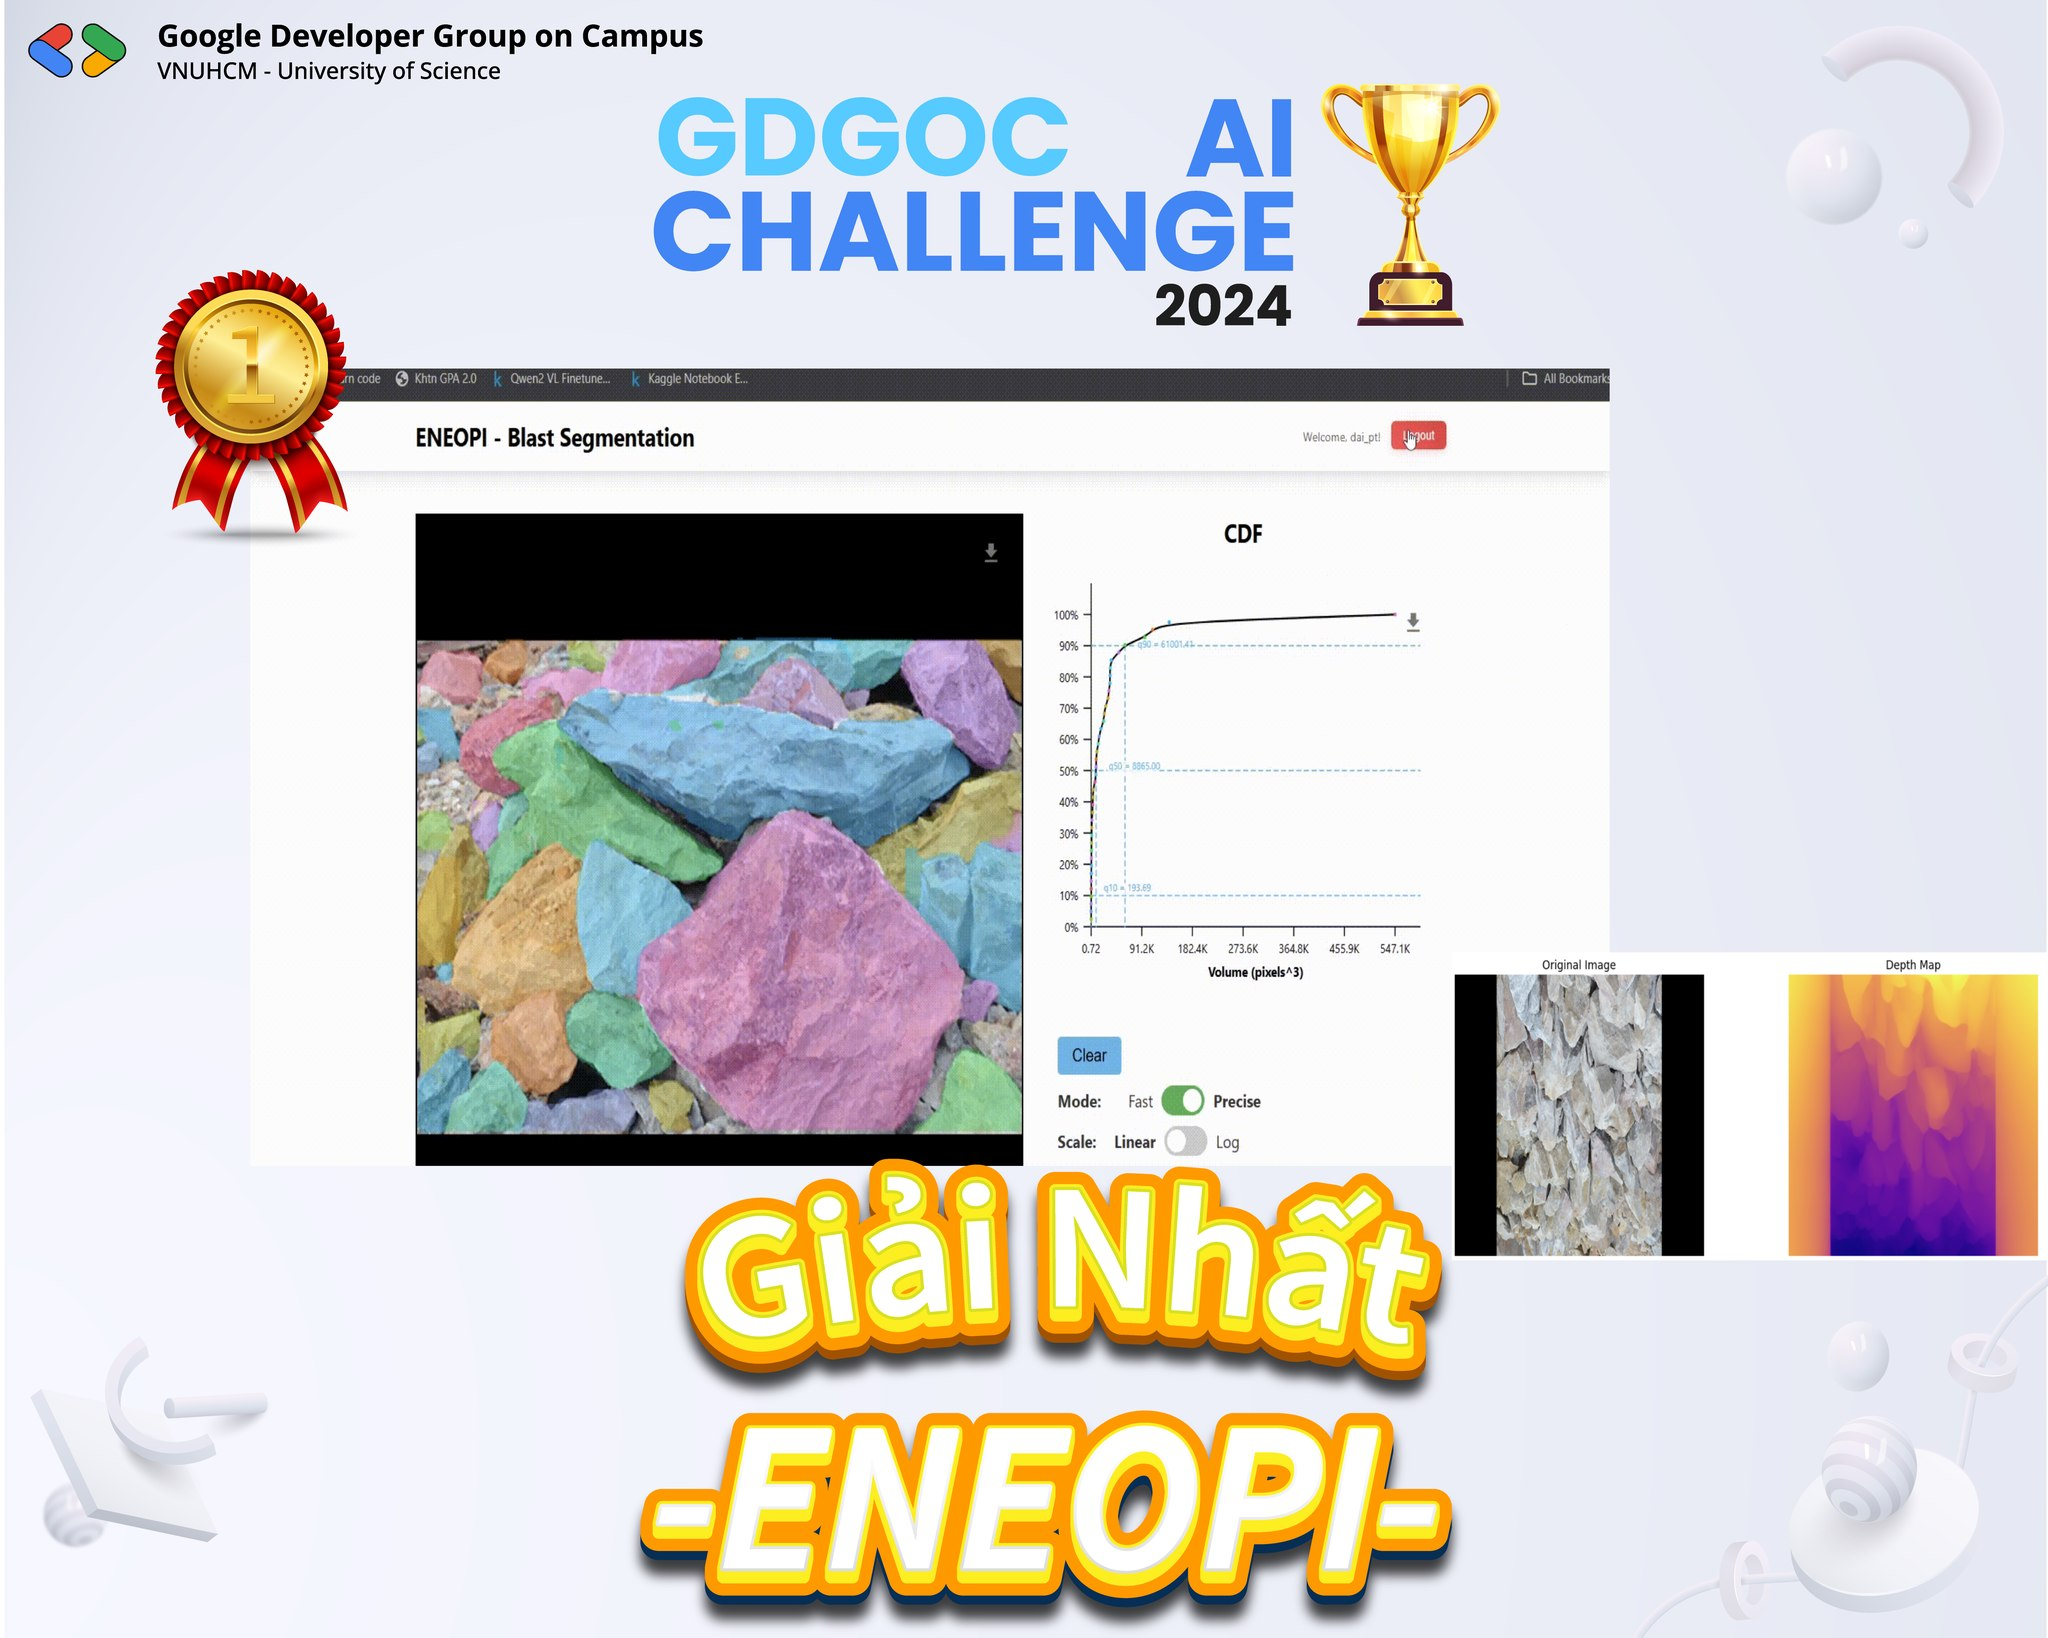 Google Developer Group on Campus
VNUHCM - University of Science
GDGOC AI
CHALLENGE
2024
1
rn code Khtn GPA 2.0 Qwen2 VL Finetune... Kaggle Notebook E... All Bookmarks
ENEOPI - Blast Segmentation
Welcome, dai_pt! Logout
CDF
100%
90%
q90 = 61001.41
80%
70%
60%
50%
q50 = 8865.00
40%
30%
20%
10%
q10 = 193.69
0%
0.72 91.2K 182.4K 273.6K 364.8K 455.9K 547.1K
Volume (pixels^3)
Original Image Depth Map
Clear
Mode: Fast Precise
Scale: Linear Log
Giải Nhất
-ENEOPI-